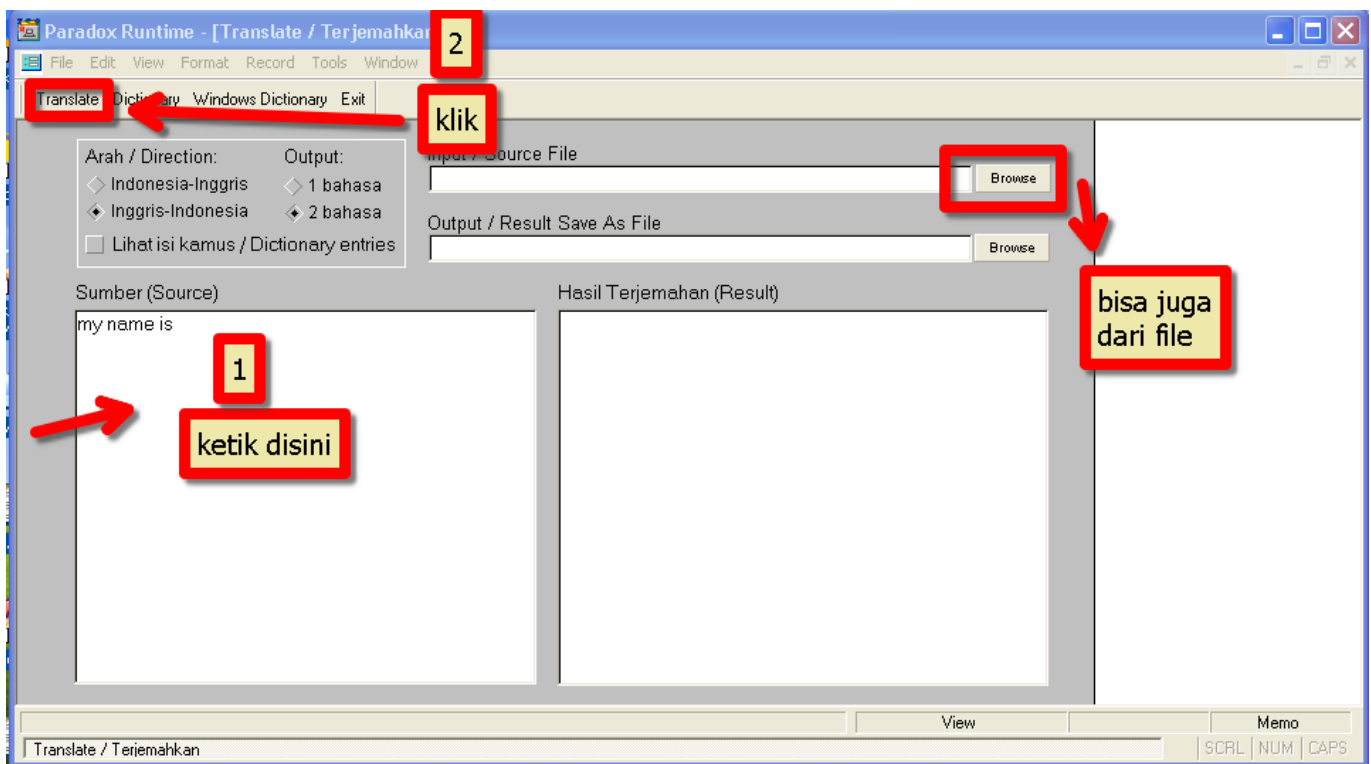 Paradox Runtime - [Translate / Terjemahka
2
File Edit View Format Record Tools Window
Translate Dictionary Windows Dictionary Exit
klik
Arah / Direction: Output:
Indonesia-Inggris 1 bahasa
Inggris-Indonesia 2 bahasa
Lihat isi kamus / Dictionary entries
Input / Source File
Browse
Output / Result Save As File
Browse
bisa juga
dari file
Sumber (Source)
my name is
1
ketik disini
Hasil Terjemahan (Result)
View Memo
Translate / Terjemahkan SCRL NUM CAPS